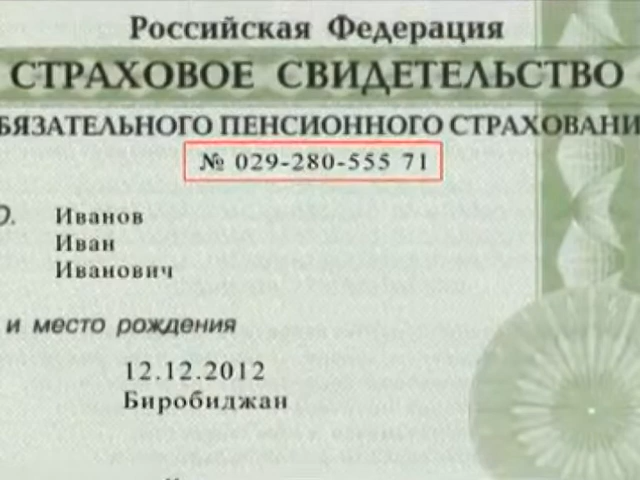 Российская Федерация
СТРАХОВОЕ СВИДЕТЕЛЬСТВО
БЯЗАТЕЛЬНОГО ПЕНСИОННОГО СТРАХОВАНИ
№ 029-280-555 71
О.
Иванов
Иван
Иванович
и место рождения
12.12.2012
Биробиджан